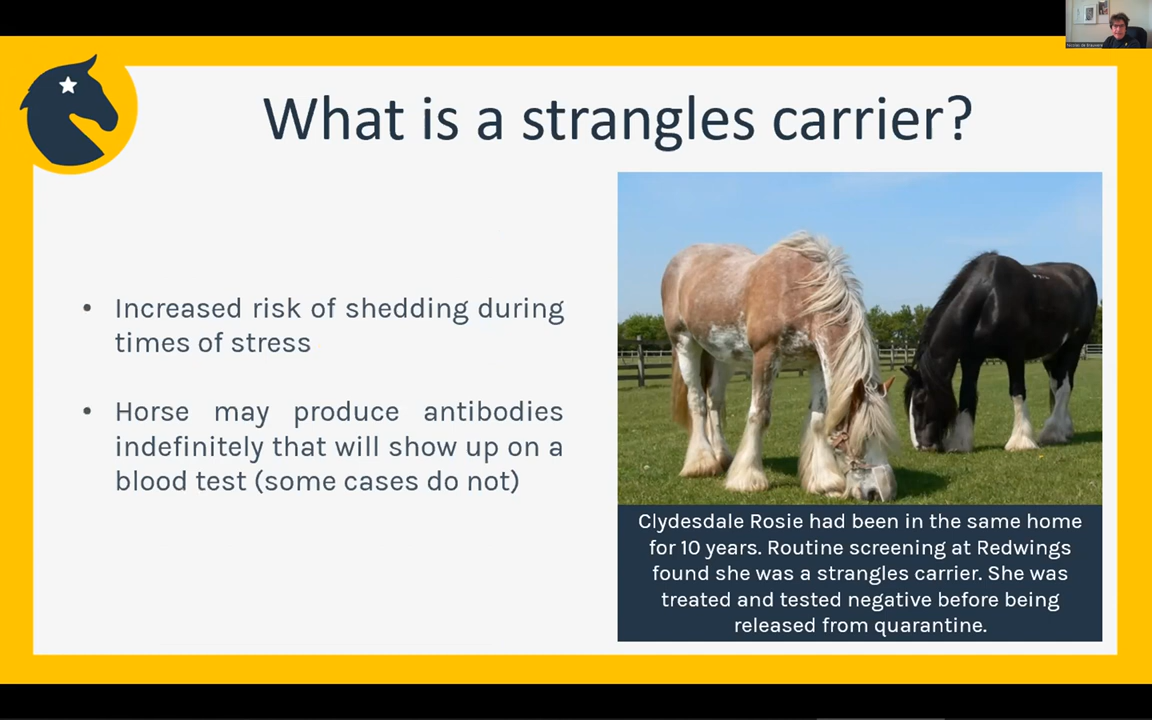 What is a strangles carrier?
• Increased risk of shedding during
times of stress
• Horse may produce antibodies
indefinitely that will show up on a
blood test (some cases do not)
Clydesdale Rosie had been in the same home
for 10 years. Routine screening at Redwings
found she was a strangles carrier. She was
treated and tested negative before being
released from quarantine.